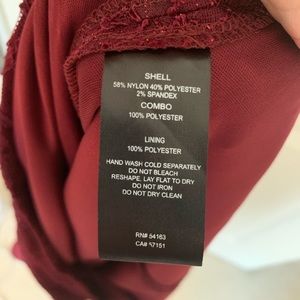 SHELL
58% NYLON 40% POLYESTER
2% SPANDEX
COMBO
100% POLYESTER
LINING
100% POLYESTER
HAND WASH COLD SEPARATELY
DO NOT BLEACH
RESHAPE. LAY FLAT TO DRY
DO NOT IRON
DO NOT DRY CLEAN
RN# 54163
CA# 57151